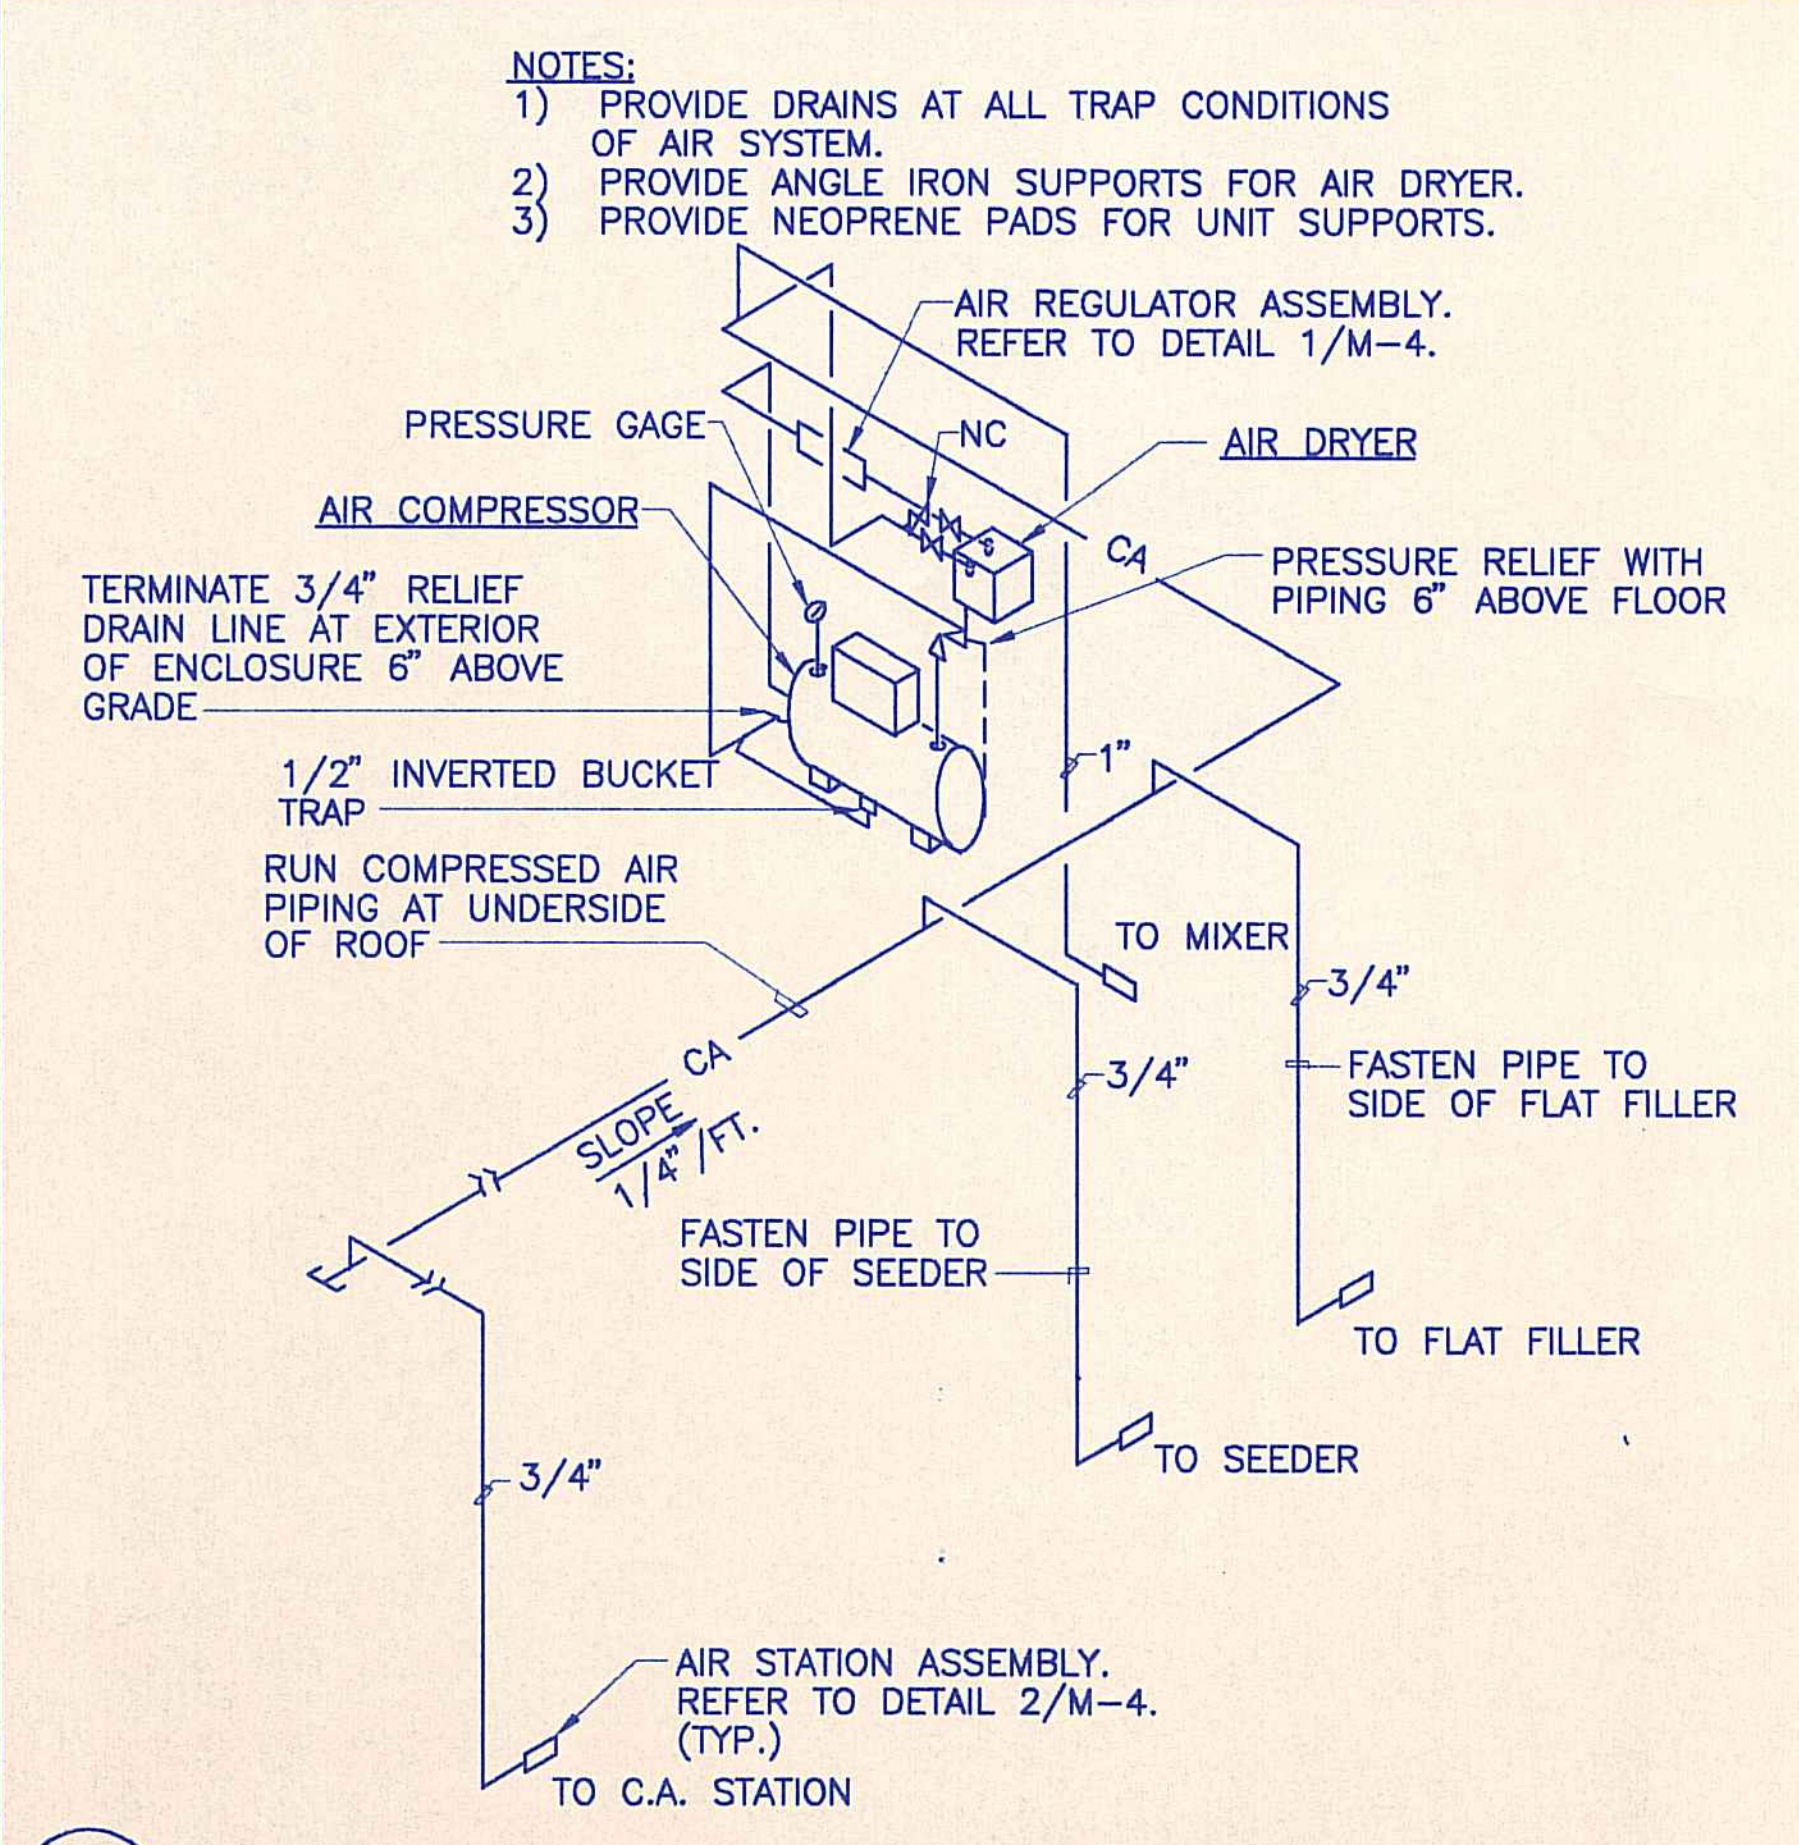 NOTES:
1) PROVIDE DRAINS AT ALL TRAP CONDITIONS
OF AIR SYSTEM.
2) PROVIDE ANGLE IRON SUPPORTS FOR AIR DRYER.
3) PROVIDE NEOPRENE PADS FOR UNIT SUPPORTS.
AIR REGULATOR ASSEMBLY.
REFER TO DETAIL 1/M-4.
PRESSURE GAGE
NC
AIR DRYER
AIR COMPRESSOR
CA
PRESSURE RELIEF WITH
PIPING 6" ABOVE FLOOR
TERMINATE 3/4" RELIEF
DRAIN LINE AT EXTERIOR
OF ENCLOSURE 6" ABOVE
GRADE
1"
1/2" INVERTED BUCKET
TRAP
RUN COMPRESSED AIR
PIPING AT UNDERSIDE
OF ROOF
TO MIXER
3/4"
CA
3/4"
FASTEN PIPE TO
SIDE OF FLAT FILLER
SLOPE
1/4"/FT.
FASTEN PIPE TO
SIDE OF SEEDER
TO FLAT FILLER
TO SEEDER
3/4"
AIR STATION ASSEMBLY.
REFER TO DETAIL 2/M-4.
(TYP.)
TO C.A. STATION